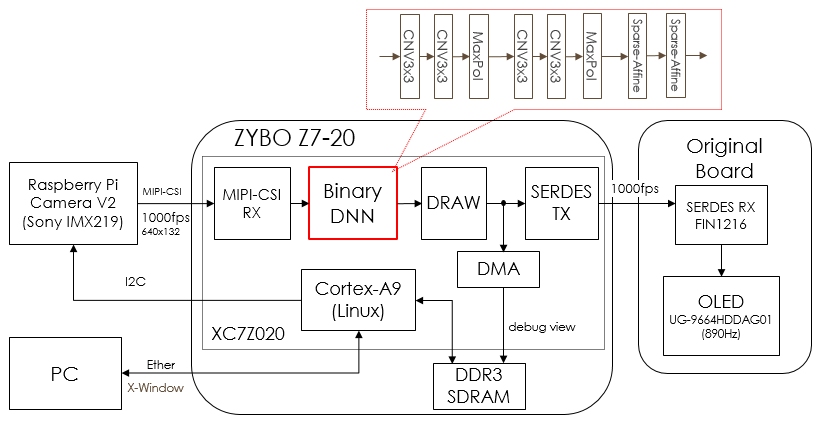 CNV3x3
CNV3x3
MaxPol
CNV3x3
CNV3x3
MaxPol
Sparse-Affine
Sparse-Affine
ZYBO Z7-20
Original
Board
Raspberry Pi
Camera V2
(Sony IMX219)
MIPI-CSI
1000fps
640x132
MIPI-CSI
RX
Binary
DNN
DRAW
SERDES
TX
1000fps
SERDES RX
FIN1216
DMA
I2C
Cortex-A9
(Linux)
OLED
UG-9664HDDAG01
(890Hz)
XC7Z020
debug view
PC
Ether
X-Window
DDR3
SDRAM